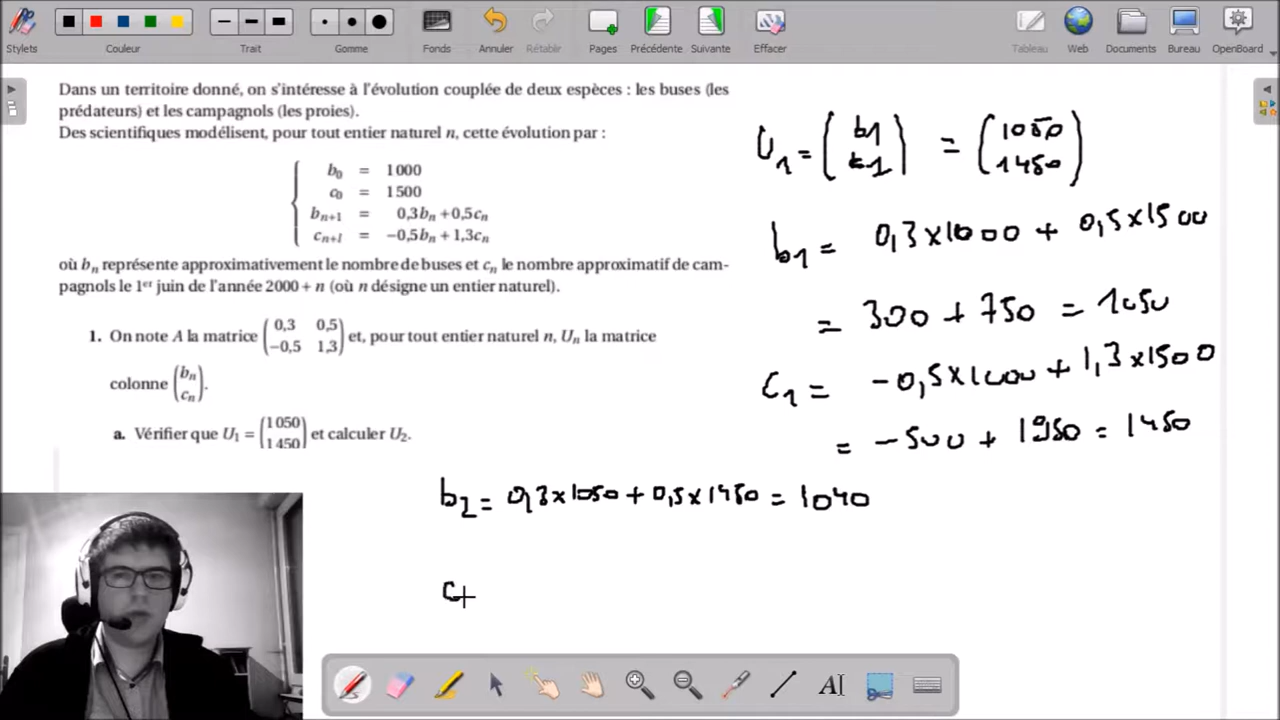 Stylets Couleur Trait Gomme Fonds Annuler Rétablir Pages Précédente Suivante Effacer Tableau Web Documents Bureau OpenBoard
Dans un territoire donné, on s'intéresse à l'évolution couplée de deux espèces : les buses (les
prédateurs) et les campagnols (les proies).
Des scientifiques modélisent, pour tout entier naturel n, cette évolution par :
b0 = 1000
c0 = 1500
bn+1 = 0,3bn + 0,5cn
cn+1 = −0,5bn + 1,3cn
où bn représente approximativement le nombre de buses et cn le nombre approximatif de cam-
pagnols le 1er juin de l'année 2000 + n (où n désigne un entier naturel).
1. On note A la matrice (0,3 0,5
−0,5 1,3) et, pour tout entier naturel n, Un la matrice
colonne (bn
cn).
a. Vérifier que U1 = (1050
1450) et calculer U2.
U1 = (b1
c1) = (1050
1450)
b1 = 0,3×1000 + 0,5×1500
= 300 + 750 = 1050
C1 = −0,5×1000 + 1,3×1500
= −500 + 1950 = 1450
b2 = 0,3×1050 + 0,5×1450 = 1040
C
AI